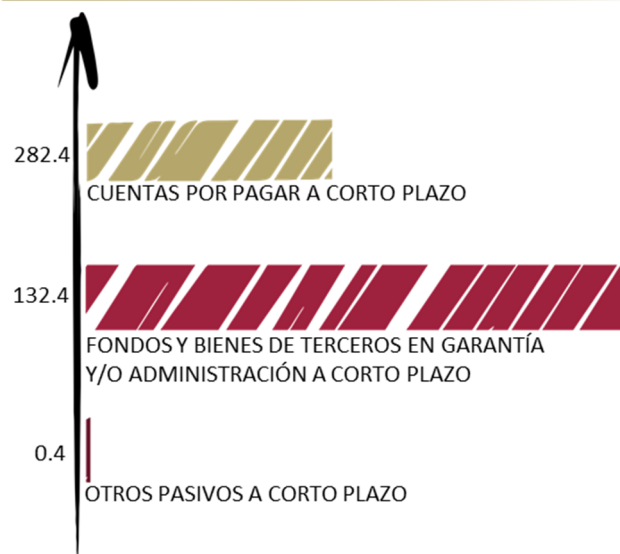 282.4
CUENTAS POR PAGAR A CORTO PLAZO
132.4
FONDOS Y BIENES DE TERCEROS EN GARANTÍA
Y/O ADMINISTRACIÓN A CORTO PLAZO
0.4
OTROS PASIVOS A CORTO PLAZO